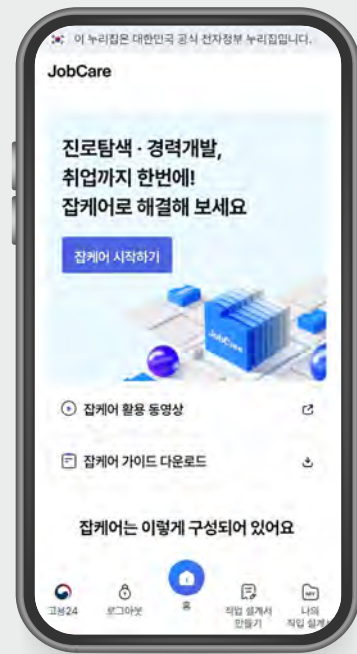 이 누리집은 대한민국 공식 전자정부 누리집입니다.
JobCare
진로탐색 · 경력개발,
취업까지 한번에!
잡케어로 해결해 보세요
잡케어 시작하기
JobCare
잡케어 활용 동영상
잡케어 가이드 다운로드
잡케어는 이렇게 구성되어 있어요
고용24
로그아웃
홈
직업 설계서
만들기
나의
직업 설계서